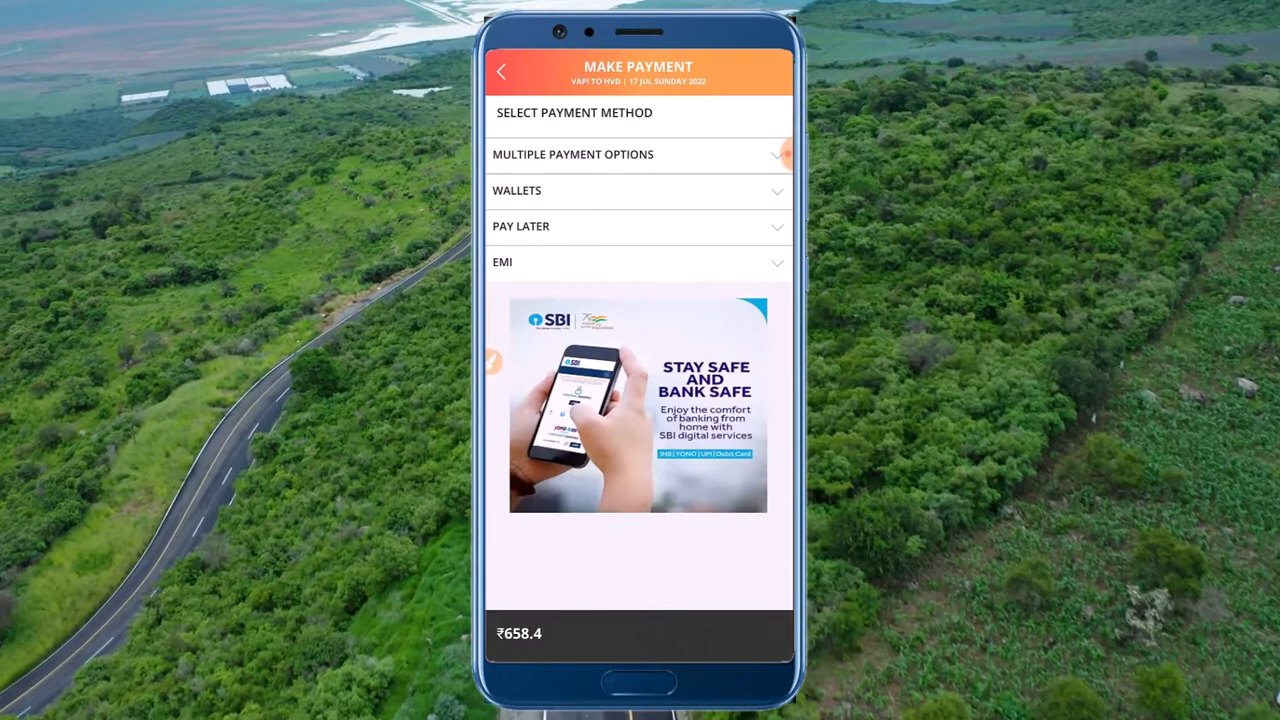 MAKE PAYMENT
VAPI TO HVD | 17 JUL SUNDAY 2022
SELECT PAYMENT METHOD
MULTIPLE PAYMENT OPTIONS
WALLETS
PAY LATER
EMI
SBI
SBI
STAY SAFE
AND
BANK SAFE
Enjoy the comfort
of banking from
home with
SBI digital services
INB | YONO | UPI | Debit Card
₹658.4